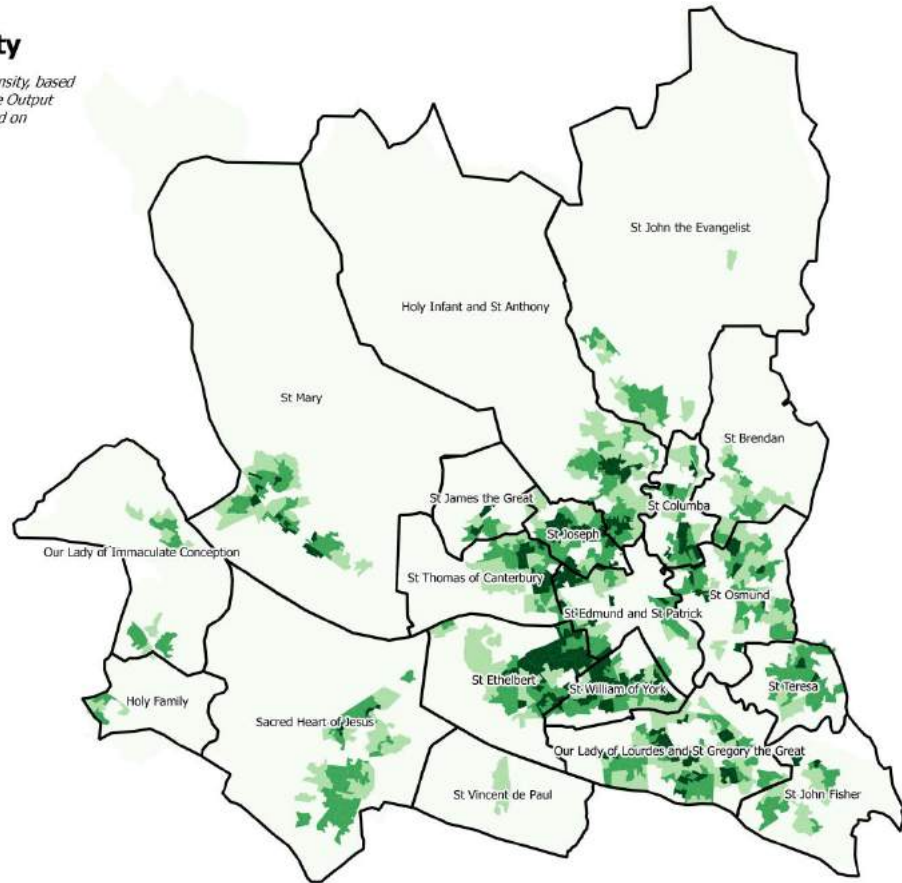 ty
nsity, based
e Output
d on
St John the Evangelist
Holy Infant and St Anthony
St Mary
St Brendan
St James the Great
St Columba
St Joseph
Our Lady of Immaculate Conception
St Thomas of Canterbury
St Osmund
St Edmund and St Patrick
St Ethelbert
St William of York
St Teresa
Holy Family
Sacred Heart of Jesus
Our Lady of Lourdes and St Gregory the Great
St Vincent de Paul
St John Fisher